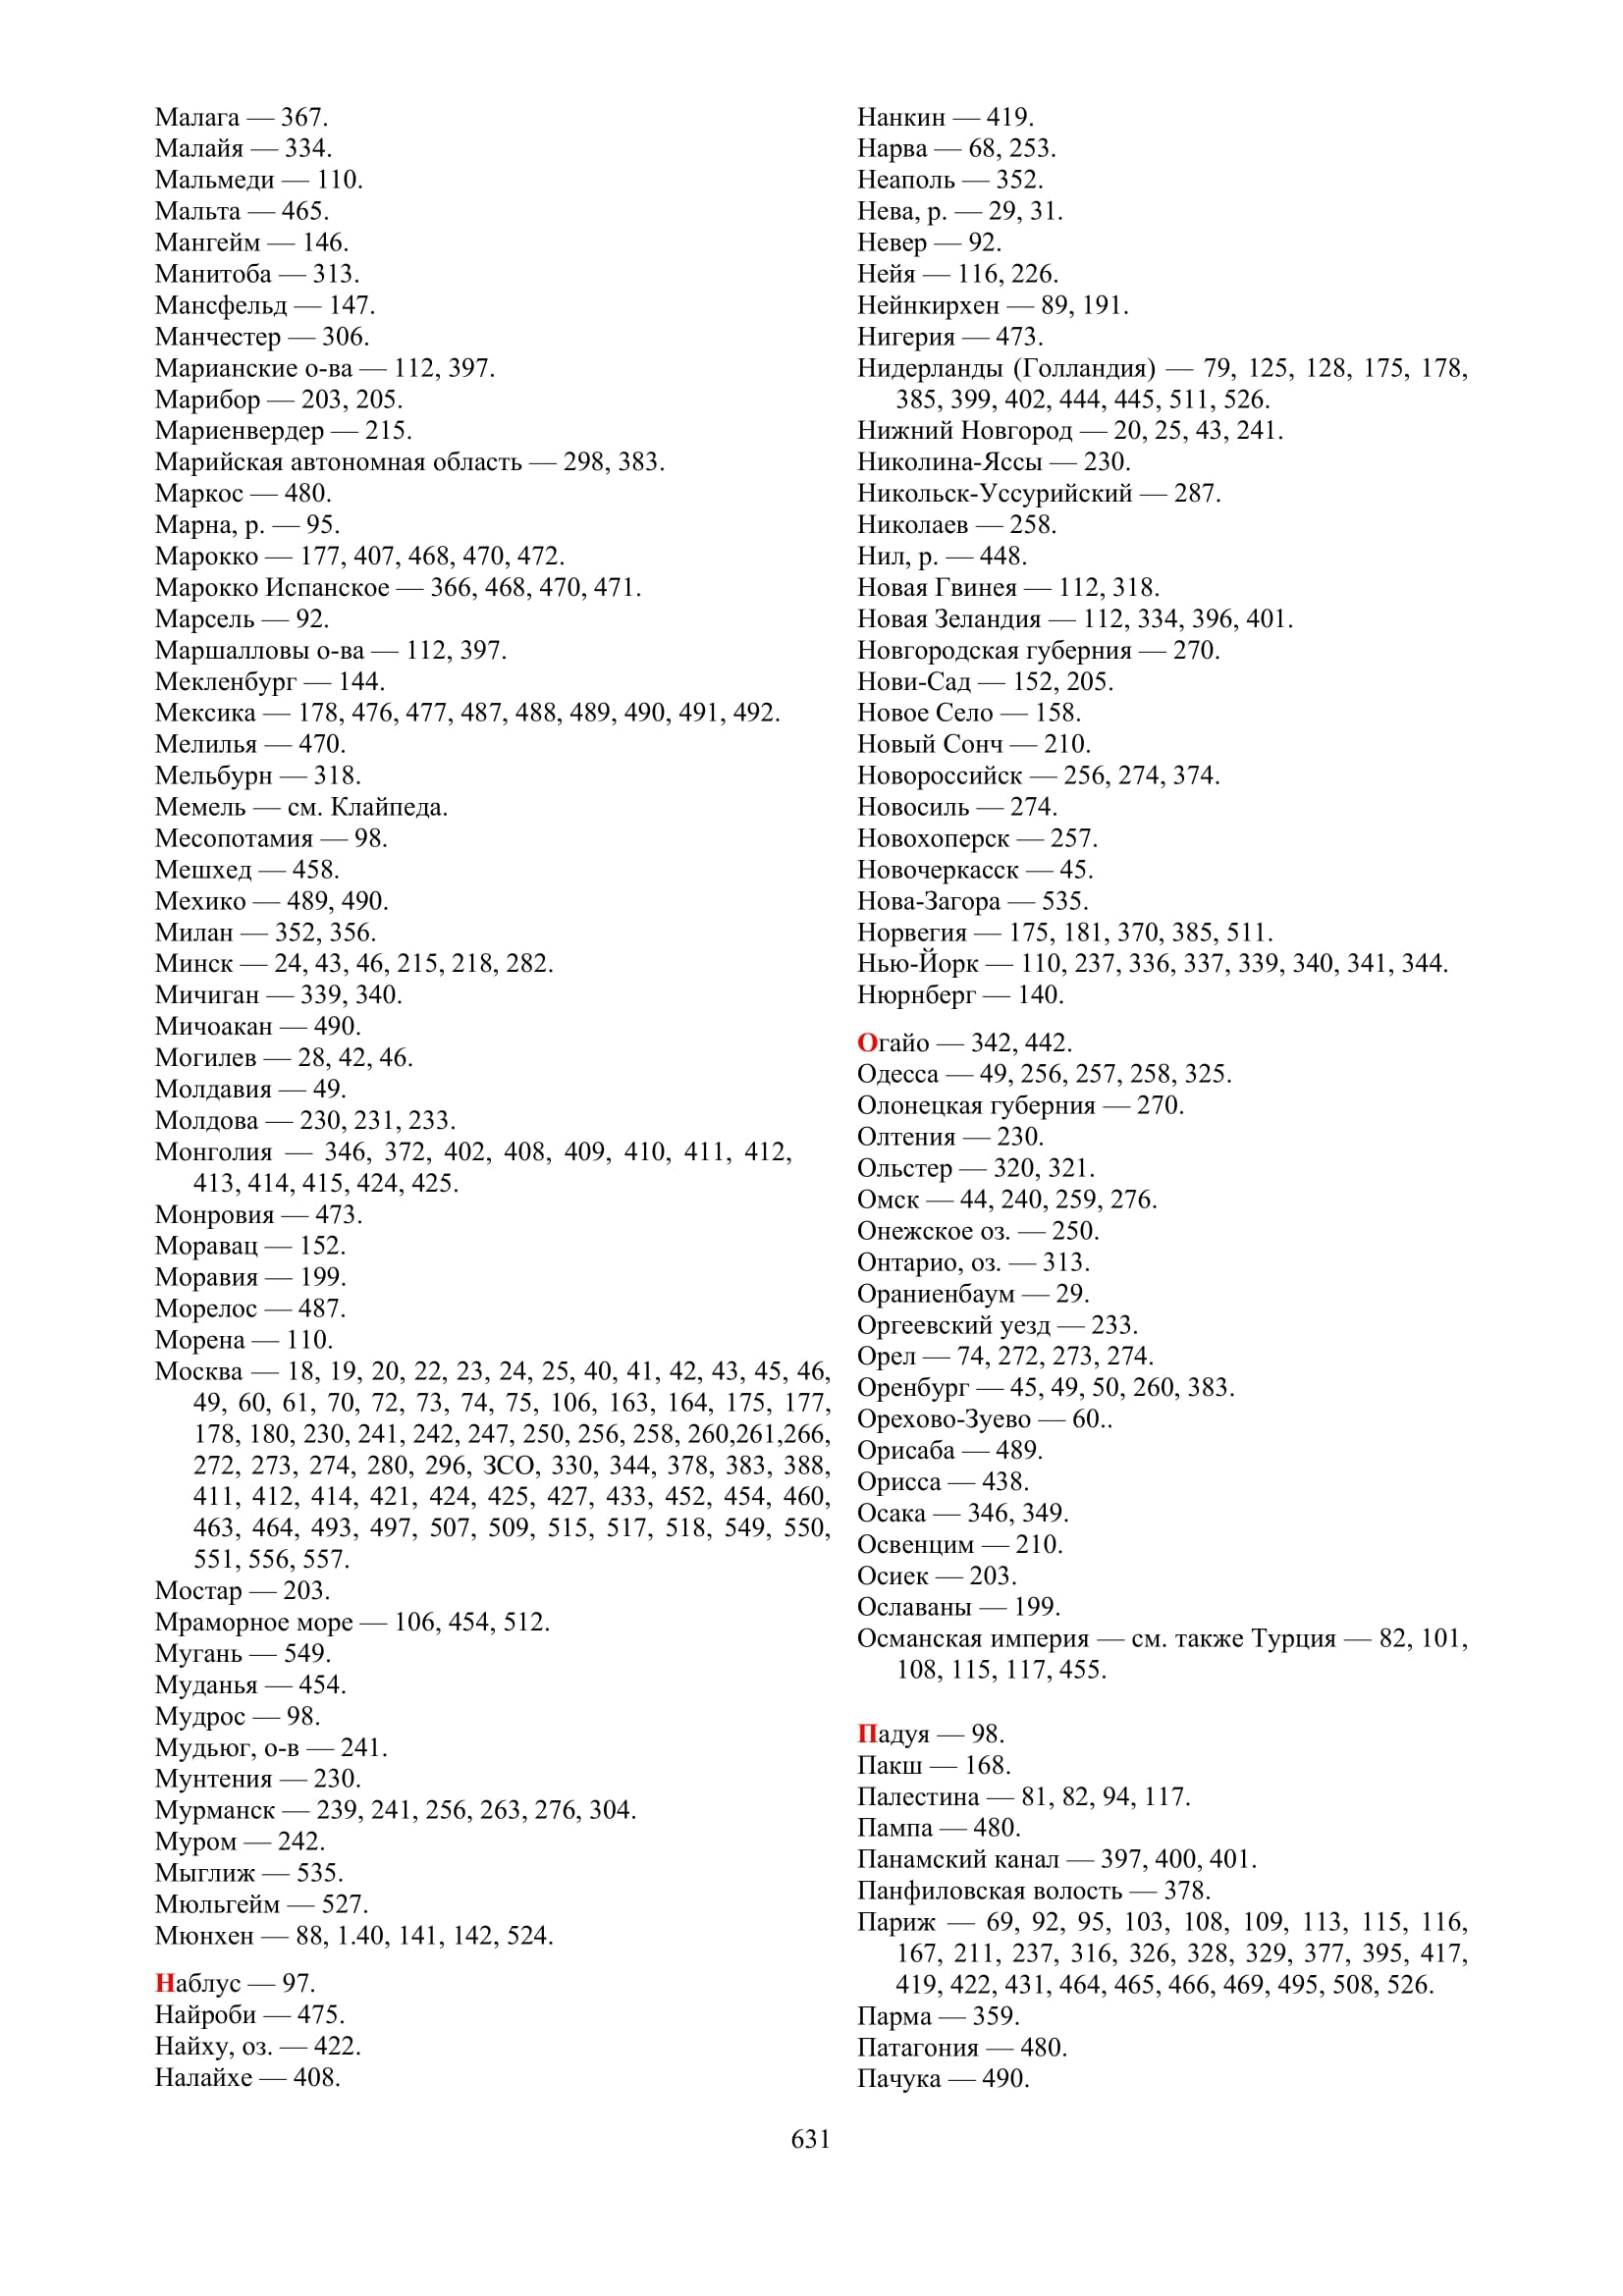 Малага — 367.
Малайя — 334.
Мальмеди — 110.
Мальта — 465.
Мангейм — 146.
Манитоба — 313.
Мансфельд — 147.
Манчестер — 306.
Марианские о-ва — 112, 397.
Марибор — 203, 205.
Мариенвердер — 215.
Марийская автономная область — 298, 383.
Маркос — 480.
Марна, р. — 95.
Марокко — 177, 407, 468, 470, 472.
Марокко Испанское — 366, 468, 470, 471.
Марсель — 92.
Маршалловы о-ва — 112, 397.
Мекленбург — 144.
Мексика — 178, 476, 477, 487, 488, 489, 490, 491, 492.
Мелилья — 470.
Мельбурн — 318.
Мемель — см. Клайпеда.
Месопотамия — 98.
Мешхед — 458.
Мехико — 489, 490.
Милан — 352, 356.
Минск — 24, 43, 46, 215, 218, 282.
Мичиган — 339, 340.
Мичоакан — 490.
Могилев — 28, 42, 46.
Молдавия — 49.
Молдова — 230, 231, 233.
Монголия — 346, 372, 402, 408, 409, 410, 411, 412,
413, 414, 415, 424, 425.
Монровия — 473.
Моравац — 152.
Моравия — 199.
Морелос — 487.
Морена — 110.
Москва — 18, 19, 20, 22, 23, 24, 25, 40, 41, 42, 43, 45, 46,
49, 60, 61, 70, 72, 73, 74, 75, 106, 163, 164, 175, 177,
178, 180, 230, 241, 242, 247, 250, 256, 258, 260,261,266,
272, 273, 274, 280, 296, ЗСО, 330, 344, 378, 383, 388,
411, 412, 414, 421, 424, 425, 427, 433, 452, 454, 460,
463, 464, 493, 497, 507, 509, 515, 517, 518, 549, 550,
551, 556, 557.
Мостар — 203.
Мраморное море — 106, 454, 512.
Мугань — 549.
Муданья — 454.
Мудрос — 98.
Мудьюг, о-в — 241.
Мунтения — 230.
Мурманск — 239, 241, 256, 263, 276, 304.
Муром — 242.
Мыглиж — 535.
Мюльгейм — 527.
Мюнхен — 88, 1.40, 141, 142, 524.
Наблус — 97.
Найроби — 475.
Найху, оз. — 422.
Налайхе — 408.
Нанкин — 419.
Нарва — 68, 253.
Неаполь — 352.
Нева, р. — 29, 31.
Невер — 92.
Нейя — 116, 226.
Нейнкирхен — 89, 191.
Нигерия — 473.
Нидерланды (Голландия) — 79, 125, 128, 175, 178,
385, 399, 402, 444, 445, 511, 526.
Нижний Новгород — 20, 25, 43, 241.
Николина-Яссы — 230.
Никольск-Уссурийский — 287.
Николаев — 258.
Нил, р. — 448.
Новая Гвинея — 112, 318.
Новая Зеландия — 112, 334, 396, 401.
Новгородская губерния — 270.
Нови-Сад — 152, 205.
Новое Село — 158.
Новый Сонч — 210.
Новороссийск — 256, 274, 374.
Новосиль — 274.
Новохоперск — 257.
Новочеркасск — 45.
Нова-Загора — 535.
Норвегия — 175, 181, 370, 385, 511.
Нью-Йорк — 110, 237, 336, 337, 339, 340, 341, 344.
Нюрнберг — 140.
Огайо — 342, 442.
Одесса — 49, 256, 257, 258, 325.
Олонецкая губерния — 270.
Олтения — 230.
Ольстер — 320, 321.
Омск — 44, 240, 259, 276.
Онежское оз. — 250.
Онтарио, оз. — 313.
Ораниенбаум — 29.
Оргеевский уезд — 233.
Орел — 74, 272, 273, 274.
Оренбург — 45, 49, 50, 260, 383.
Орехово-Зуево — 60..
Орисаба — 489.
Орисса — 438.
Осака — 346, 349.
Освенцим — 210.
Осиек — 203.
Ославаны — 199.
Османская империя — см. также Турция — 82, 101,
108, 115, 117, 455.
Падуя — 98.
Пакш — 168.
Палестина — 81, 82, 94, 117.
Пампа — 480.
Панамский канал — 397, 400, 401.
Панфиловская волость — 378.
Париж — 69, 92, 95, 103, 108, 109, 113, 115, 116,
167, 211, 237, 316, 326, 328, 329, 377, 395, 417,
419, 422, 431, 464, 465, 466, 469, 495, 508, 526.
Парма — 359.
Патагония — 480.
Пачука — 490.
631